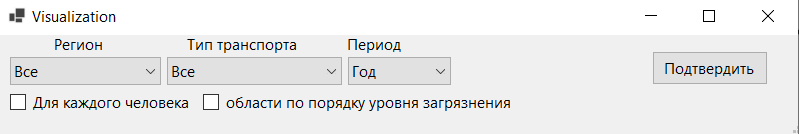 Visualization
Регион Тип транспорта Период
Все Все Год Подтвердить
Для каждого человека области по порядку уровня загрязнения